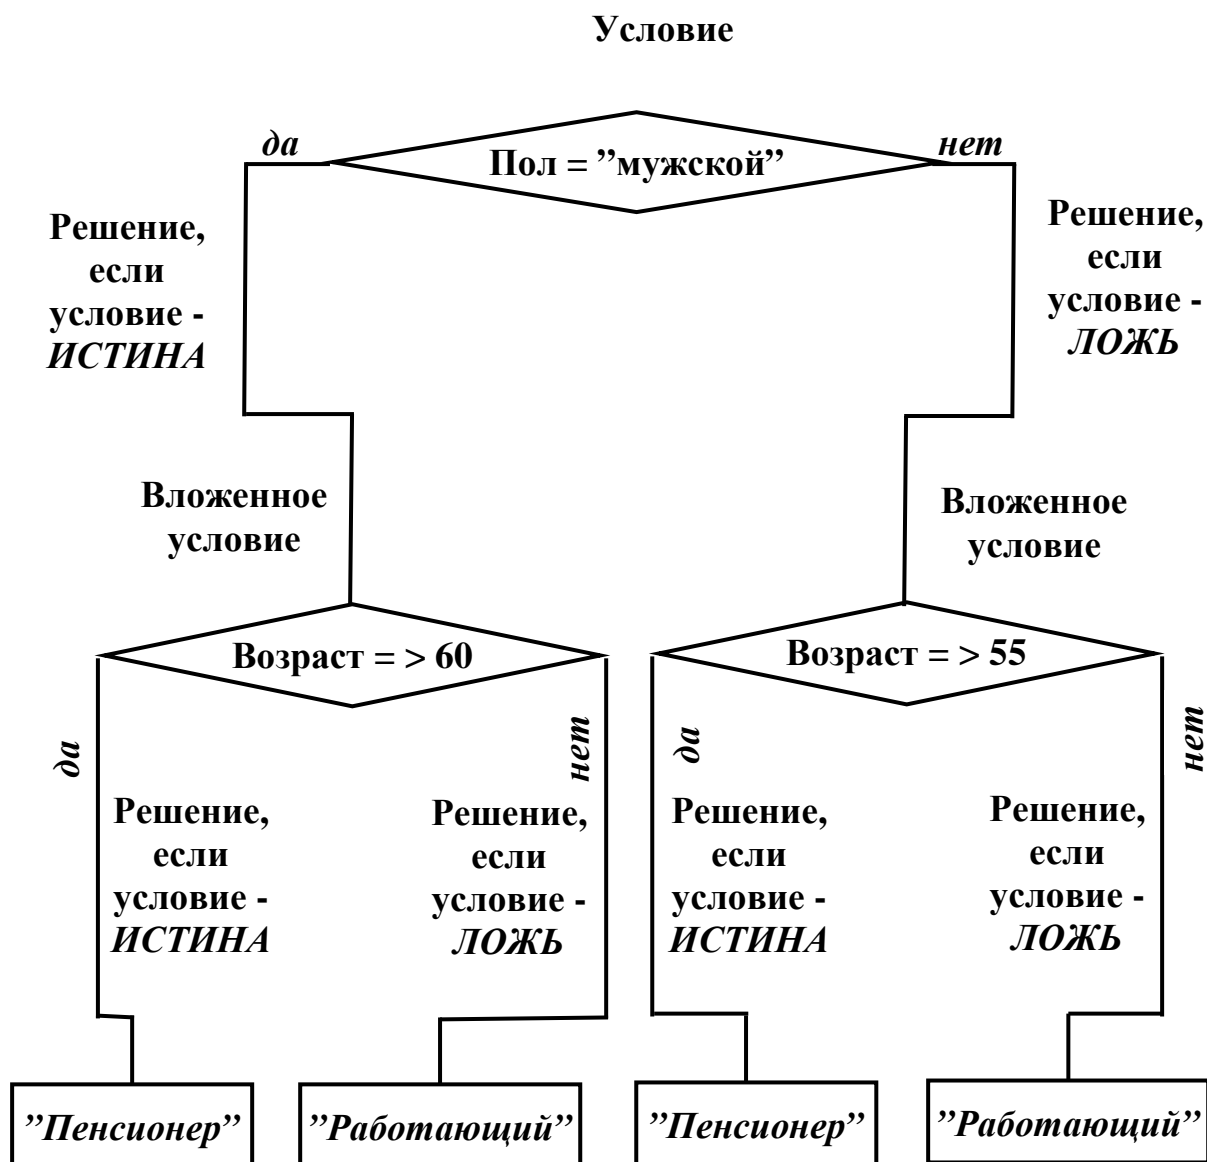 Условие
да
Пол = ”мужской”
нет
Решение,
если
условие -
ИСТИНА
Решение,
если
условие -
ЛОЖЬ
Вложенное
условие
Вложенное
условие
Возраст = > 60
Возраст = > 55
да
нет
да
нет
Решение,
если
условие -
ИСТИНА
Решение,
если
условие -
ЛОЖЬ
Решение,
если
условие -
ИСТИНА
Решение,
если
условие -
ЛОЖЬ
”Пенсионер”
”Работающий”
”Пенсионер”
”Работающий”